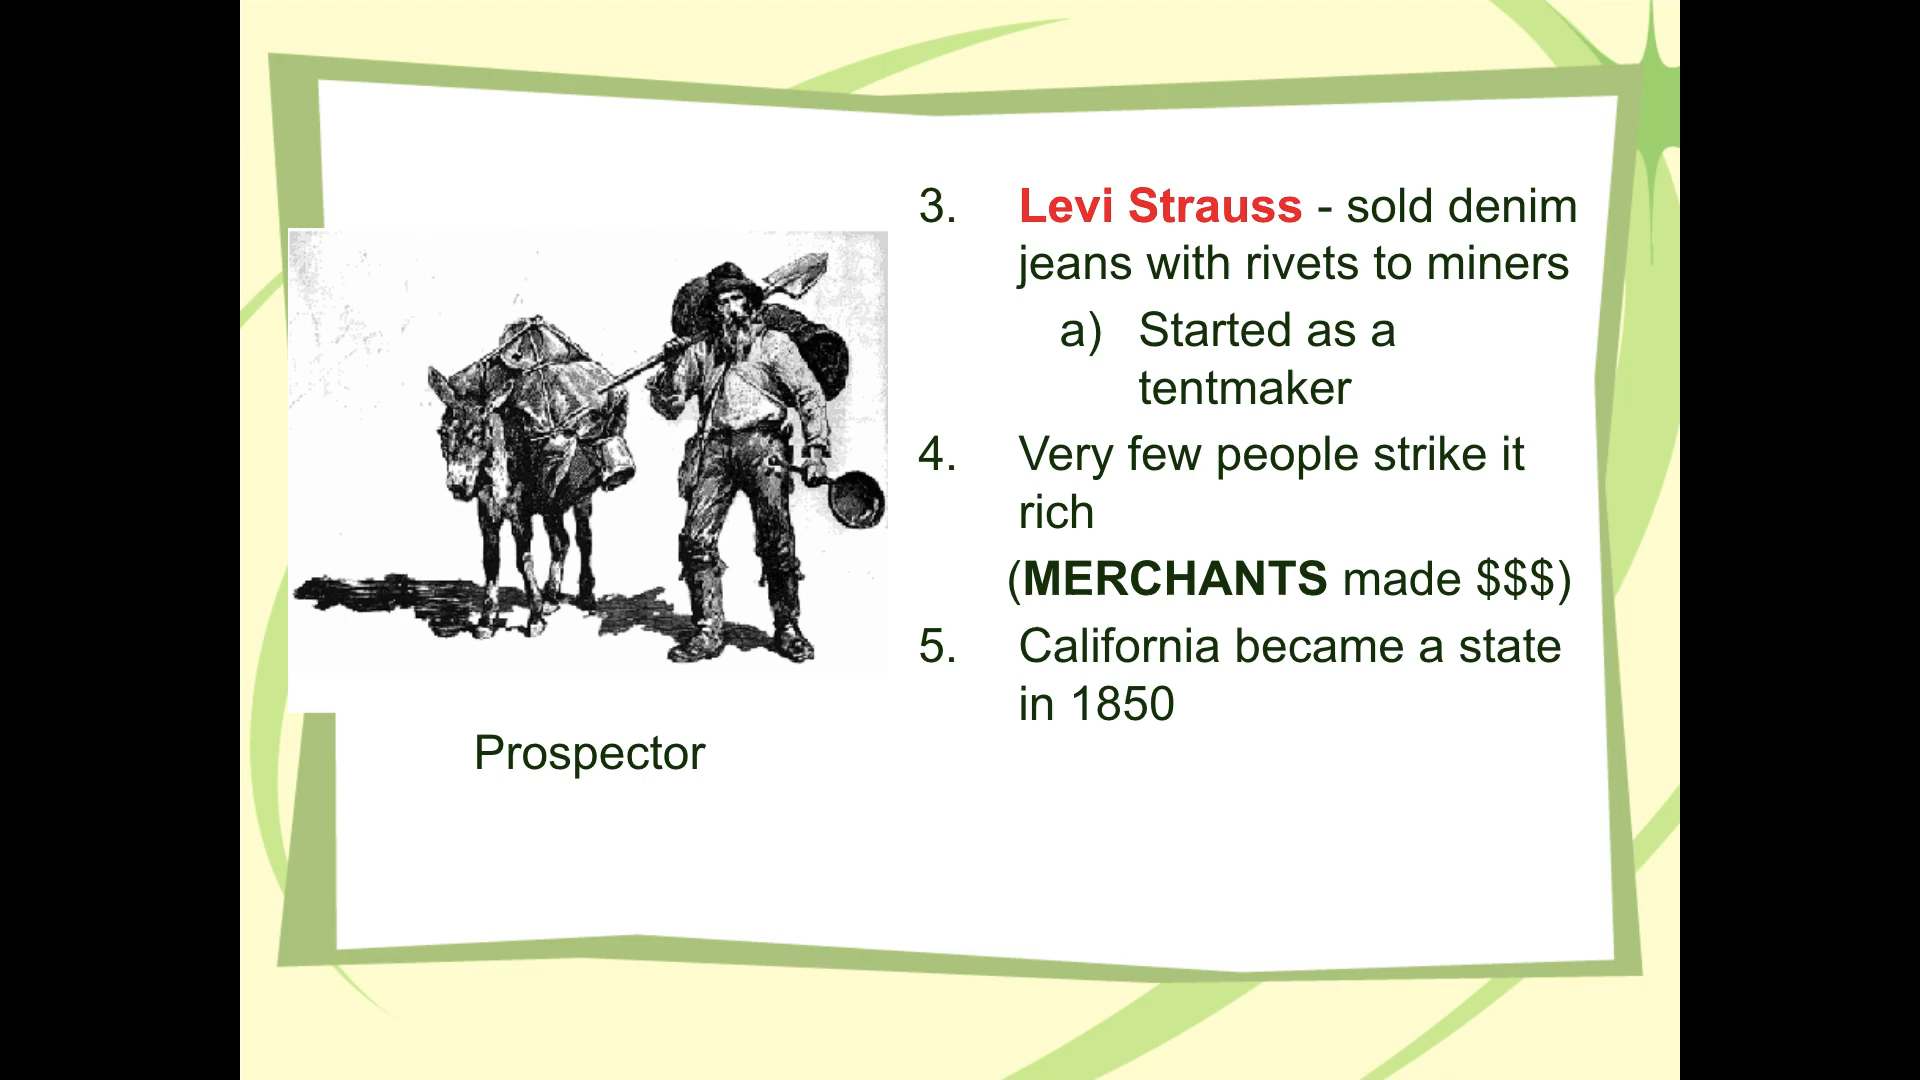 3. Levi Strauss - sold denim
jeans with rivets to miners
a) Started as a
tentmaker
4. Very few people strike it
rich
(MERCHANTS made $$$)
5. California became a state
in 1850
Prospector